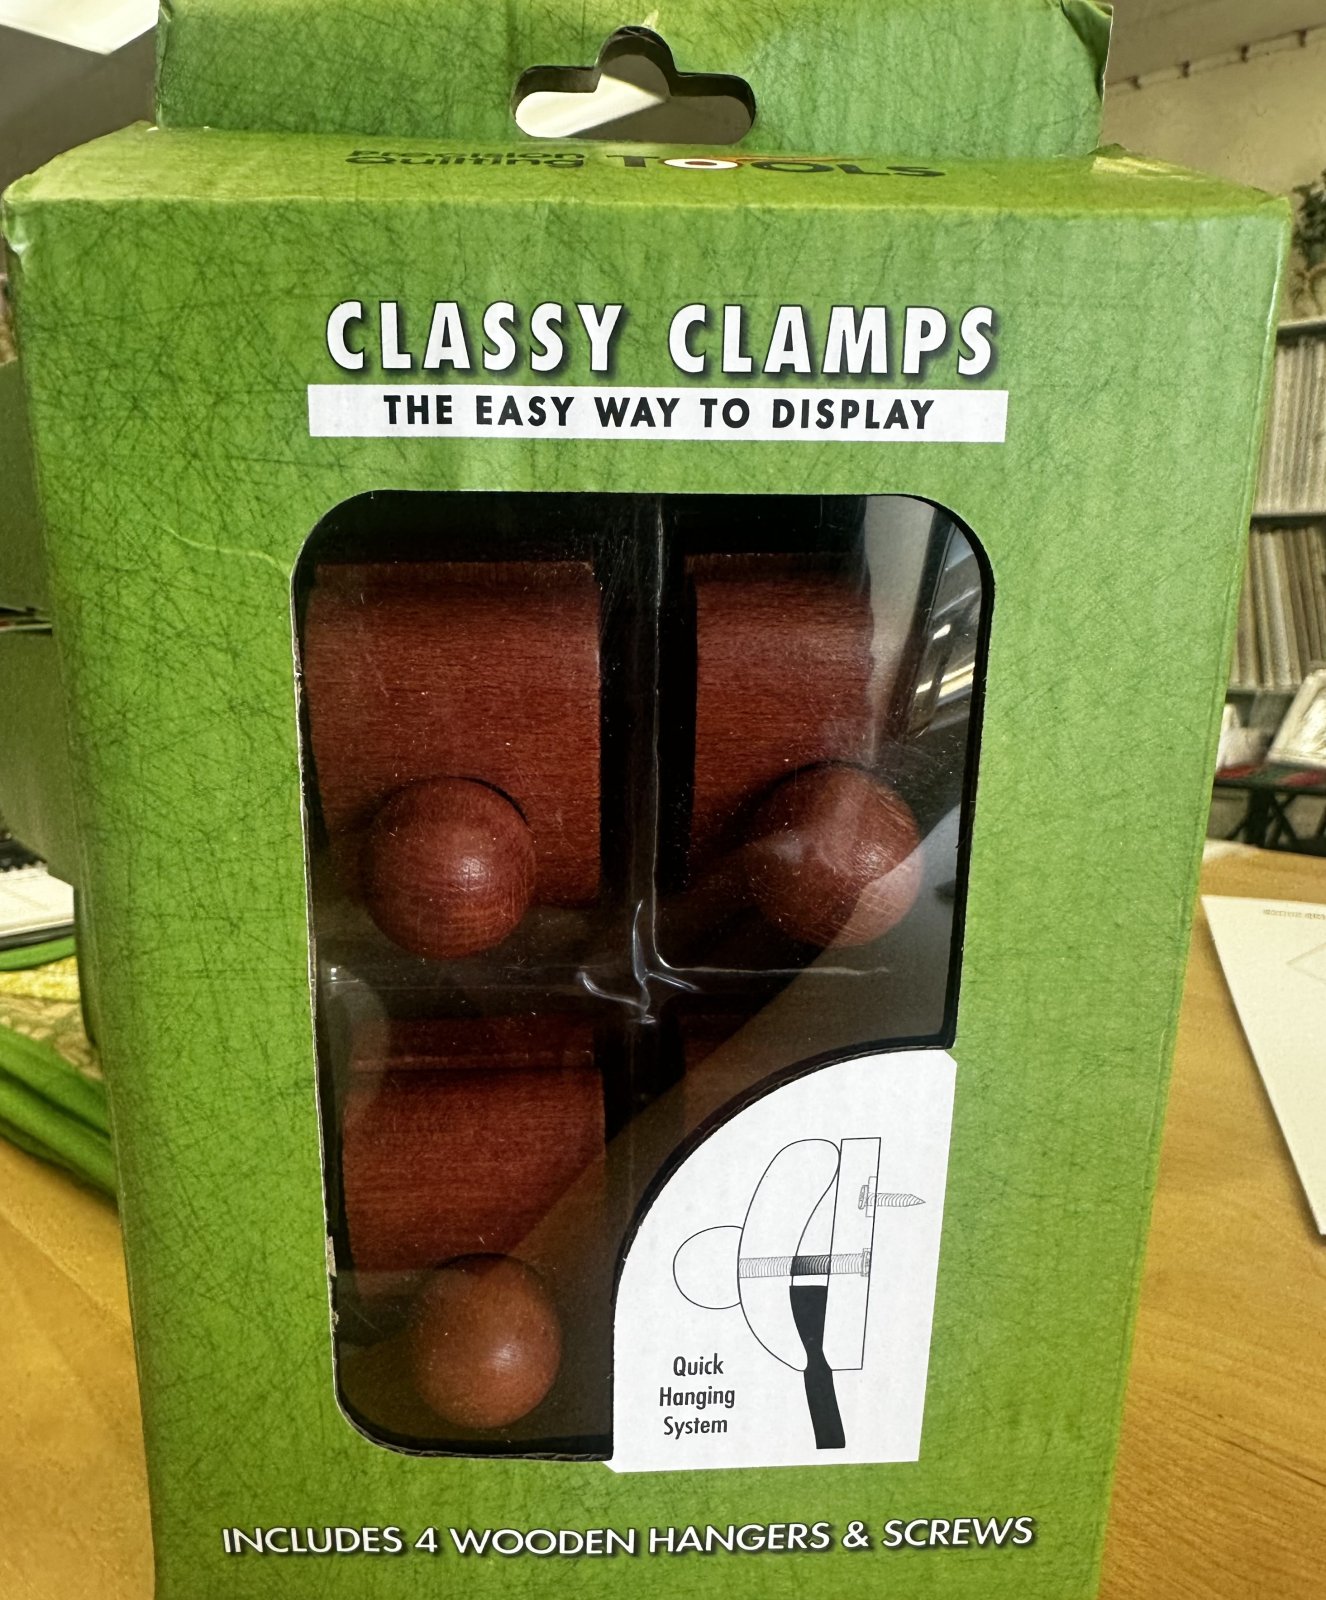 Precision
Quilting TOOLS
CLASSY CLAMPS
THE EASY WAY TO DISPLAY
Quick
Hanging
System
INCLUDES 4 WOODEN HANGERS & SCREWS